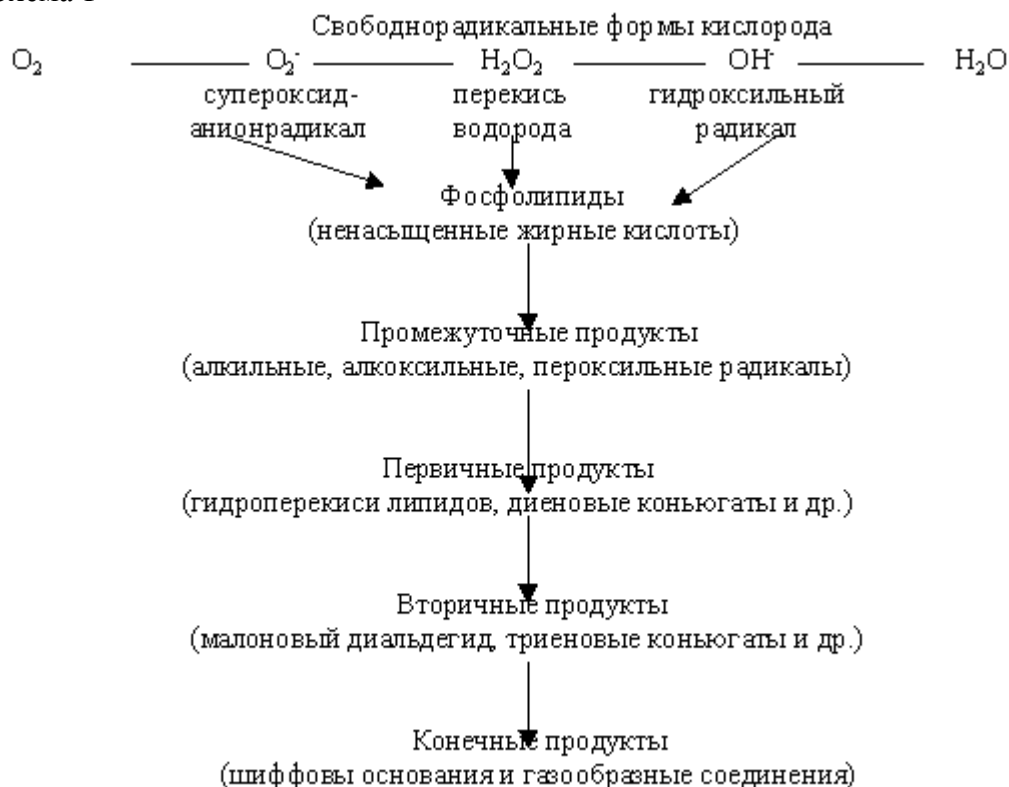 Свободнорадикальные формы кислорода
O₂ O₂⁻ H₂O₂ OH⁻ H₂O
супероксид- перекись гидроксильный
анионрадикал водорода радикал
Фосфолипиды
(ненасыщенные жирные кислоты)
Промежуточные продукты
(алкильные, алкоксильные, пероксильные радикалы)
Первичные продукты
(гидроперекиси липидов, диеновые коньюгаты и др.)
Вторичные продукты
(малоновый диальдегид, триеновые коньюгаты и др.)
Конечные продукты
(шиффовы основания и газообразные соединения)